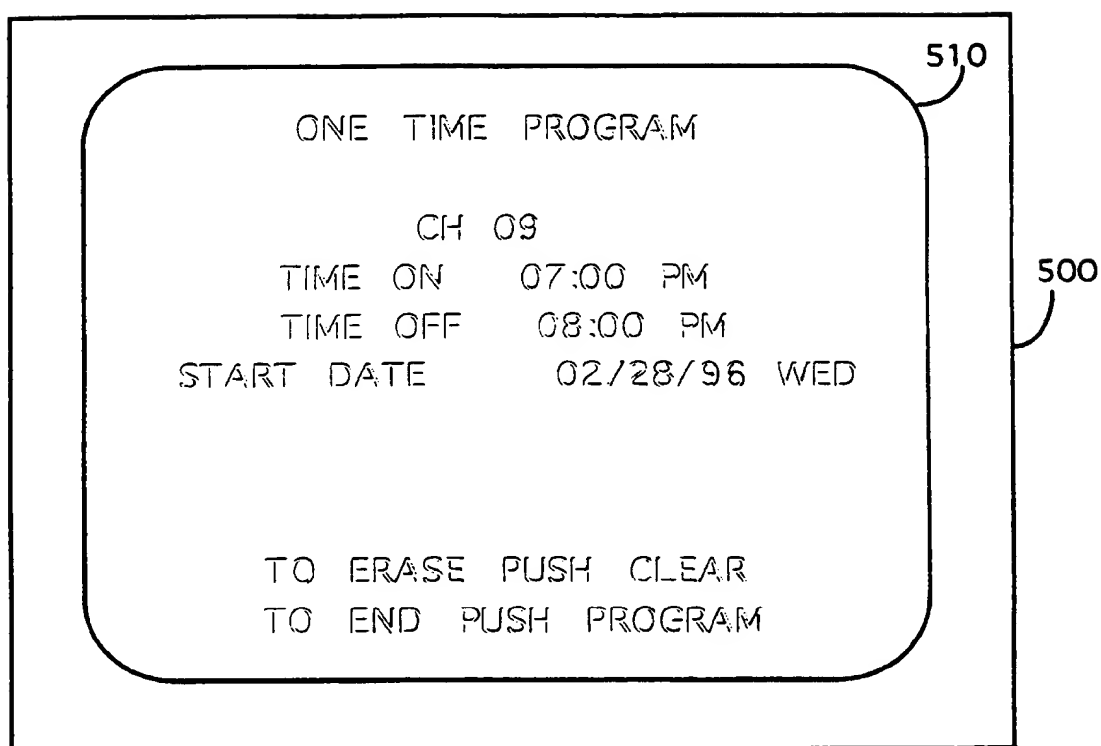 510
ONE TIME PROGRAM
CH 09
TIME ON 07:00 PM
500
TIME OFF 08:00 PM
START DATE 02/28/96 WED
TO ERASE PUSH CLEAR
TO END PUSH PROGRAM